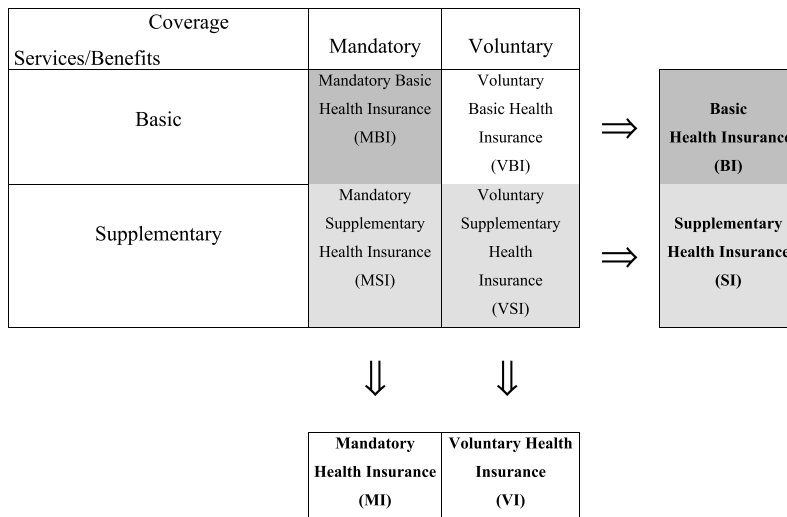 Coverage
Services/Benefits
Mandatory
Voluntary
Basic
Mandatory Basic
Health Insurance
(MBI)
Voluntary
Basic Health
Insurance
(VBI)
⇒
Basic
Health Insurance
(BI)
Supplementary
Mandatory
Supplementary
Health Insurance
(MSI)
Voluntary
Supplementary
Health
Insurance
(VSI)
⇒
Supplementary
Health Insurance
(SI)
⇓
⇓
Mandatory
Health Insurance
(MI)
Voluntary Health
Insurance
(VI)